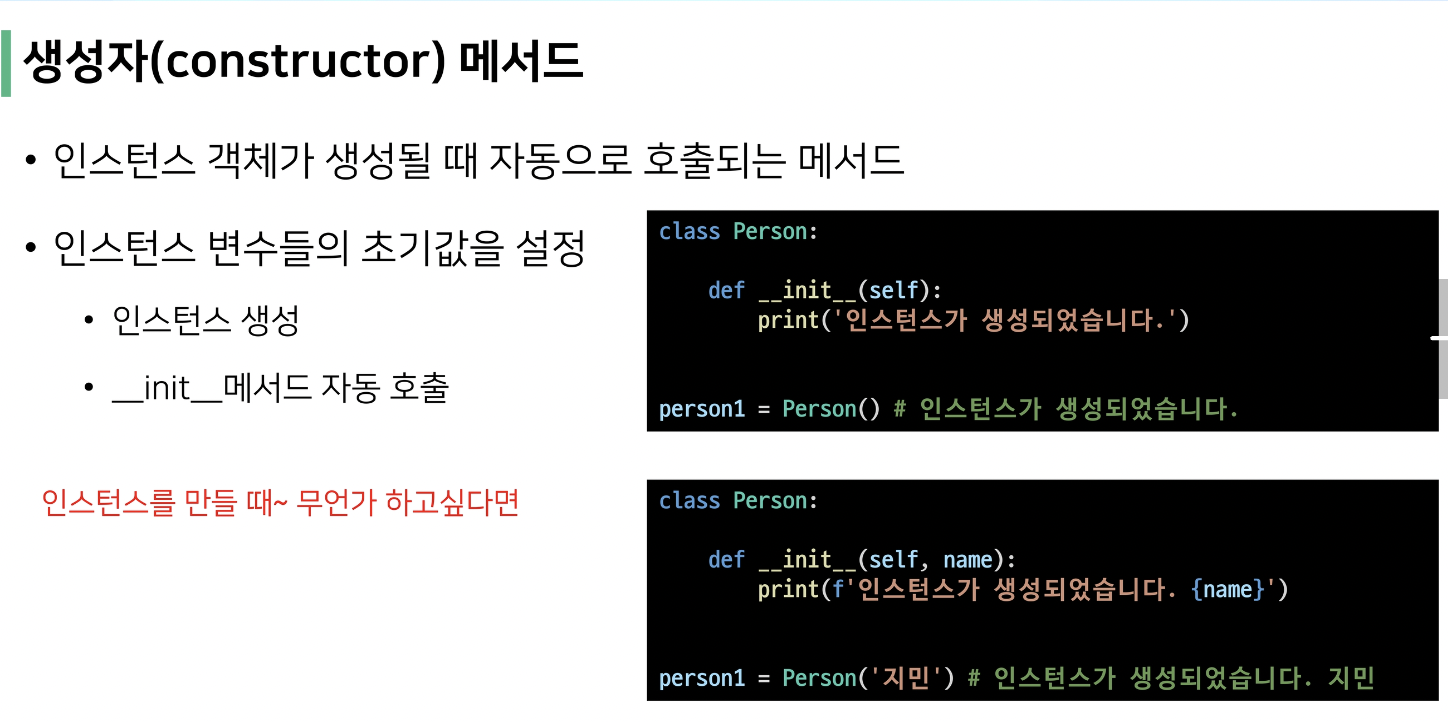 생성자(constructor) 메서드
• 인스턴스 객체가 생성될 때 자동으로 호출되는 메서드
• 인스턴스 변수들의 초기값을 설정
• 인스턴스 생성
• __init__메서드 자동 호출
인스턴스를 만들 때~ 무언가 하고싶다면
class Person:
    def __init__(self):
        print('인스턴스가 생성되었습니다.')
person1 = Person() # 인스턴스가 생성되었습니다.
class Person:
    def __init__(self, name):
        print(f'인스턴스가 생성되었습니다. {name}')
person1 = Person('지민') # 인스턴스가 생성되었습니다. 지민